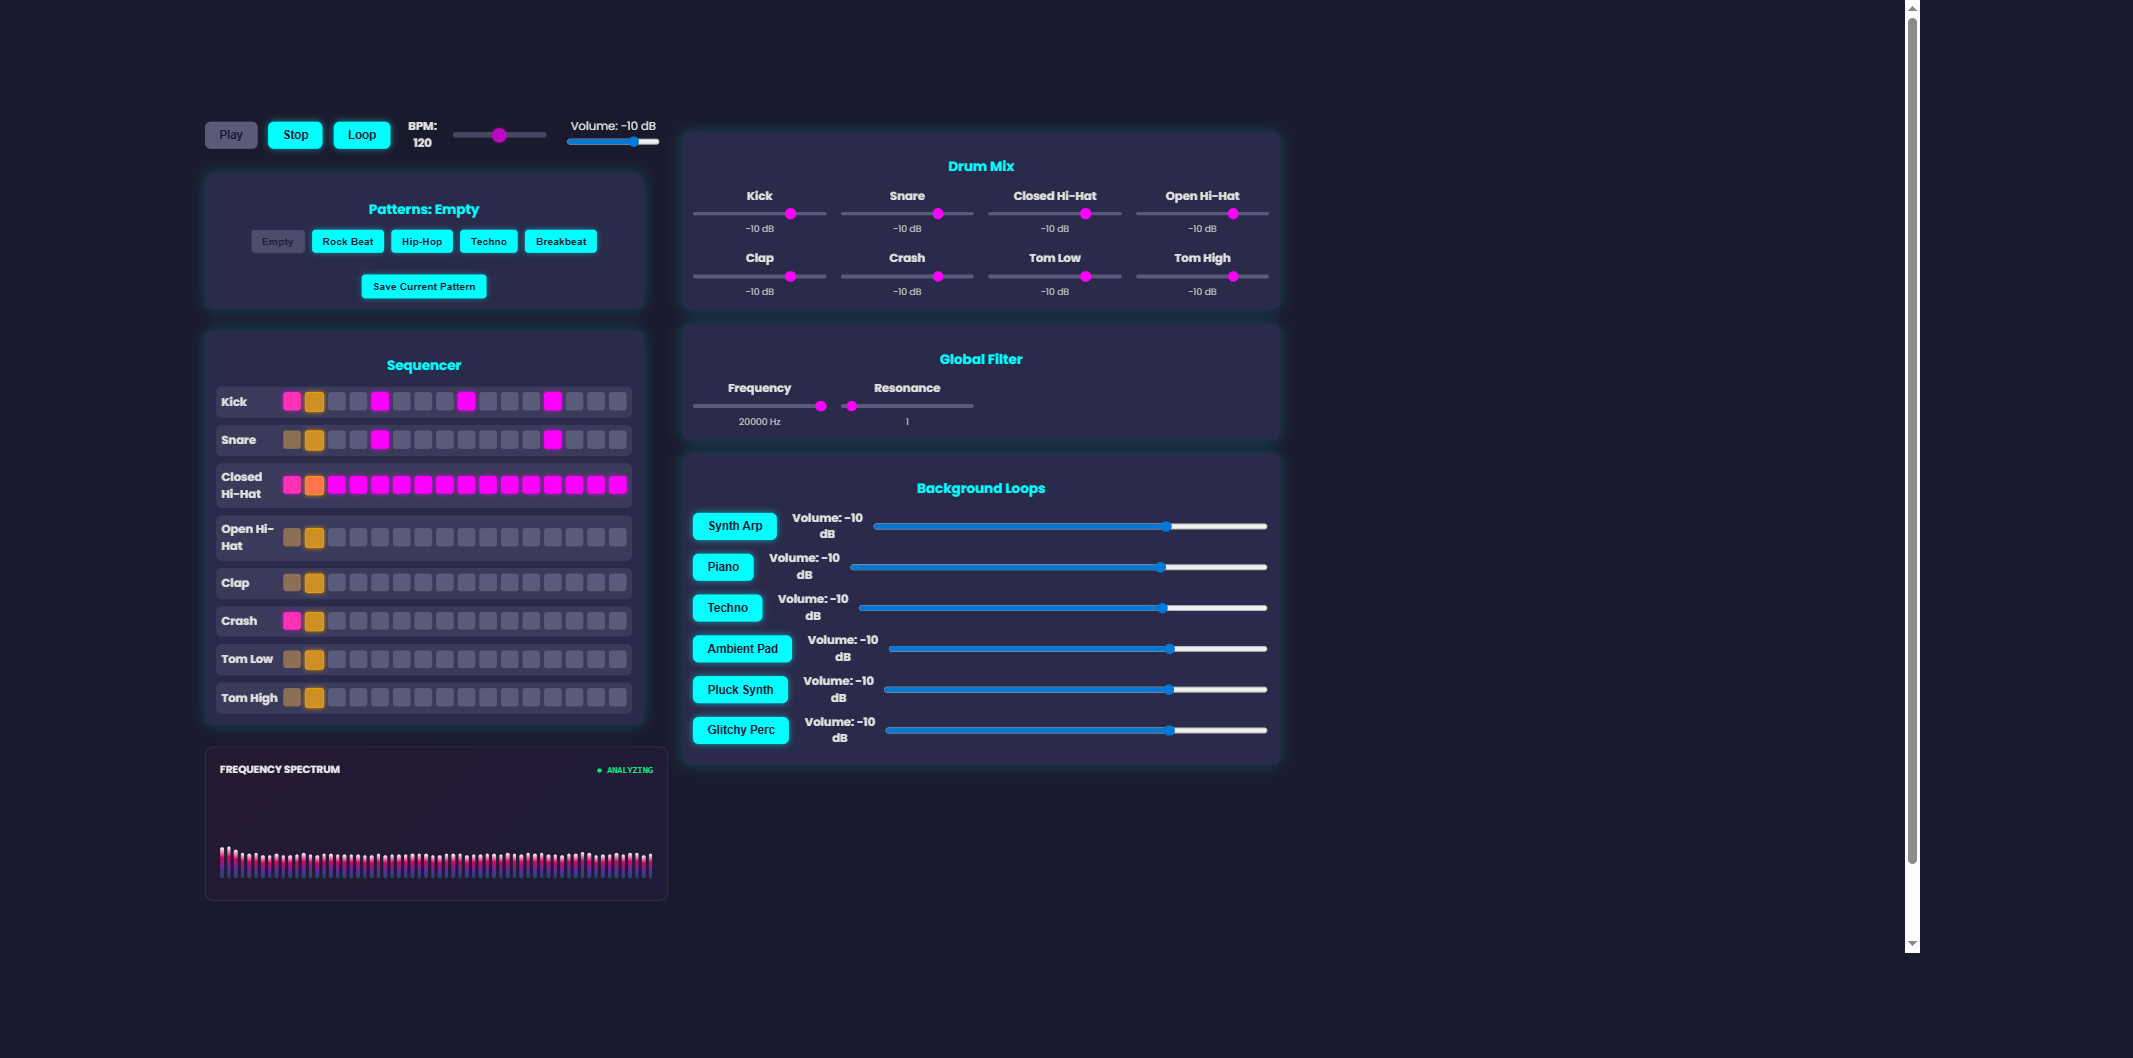 Play
Stop
Loop
BPM:
120
Volume: -10 dB
Patterns: Empty
Empty
Rock Beat
Hip-Hop
Techno
Breakbeat
Save Current Pattern
Sequencer
Kick
Snare
Closed
Hi-Hat
Open Hi-
Hat
Clap
Crash
Tom Low
Tom High
FREQUENCY SPECTRUM
● ANALYZING
Drum Mix
Kick
Snare
Closed Hi-Hat
Open Hi-Hat
-10 dB
-10 dB
-10 dB
-10 dB
Clap
Crash
Tom Low
Tom High
-10 dB
-10 dB
-10 dB
-10 dB
Global Filter
Frequency
Resonance
20000 Hz
1
Background Loops
Synth Arp
Volume: -10
dB
Piano
Volume: -10
dB
Techno
Volume: -10
dB
Ambient Pad
Volume: -10
dB
Pluck Synth
Volume: -10
dB
Glitchy Perc
Volume: -10
dB